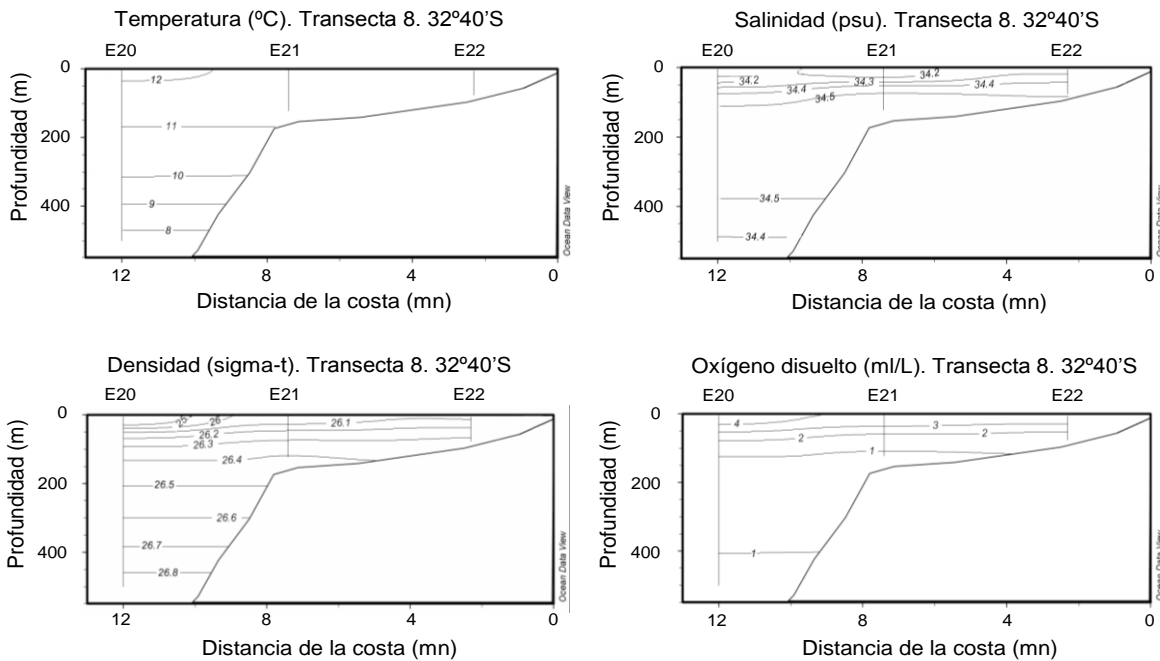 Temperatura (ºC). Transecta 8. 32º40’S
E20 E21 E22
0
200
400
Profundidad (m)
12
11
10
9
8
12 8 4 0
Distancia de la costa (mn)
Ocean Data View
Salinidad (psu). Transecta 8. 32º40’S
E20 E21 E22
0
200
400
Profundidad (m)
34.2 34.3 34.2
34.4 34.4
34.5
34.5
34.4
12 8 4 0
Distancia de la costa (mn)
Ocean Data View
Densidad (sigma-t). Transecta 8. 32º40’S
E20 E21 E22
0
200
400
Profundidad (m)
26 26.1
26.2
26.3
26.4
26.5
26.6
26.7
26.8
12 8 4 0
Distancia de la costa (mn)
Ocean Data View
Oxígeno disuelto (ml/L). Transecta 8. 32º40’S
E20 E21 E22
0
200
400
Profundidad (m)
4 3
2 2
1
1
12 8 4 0
Distancia de la costa (mn)
Ocean Data View